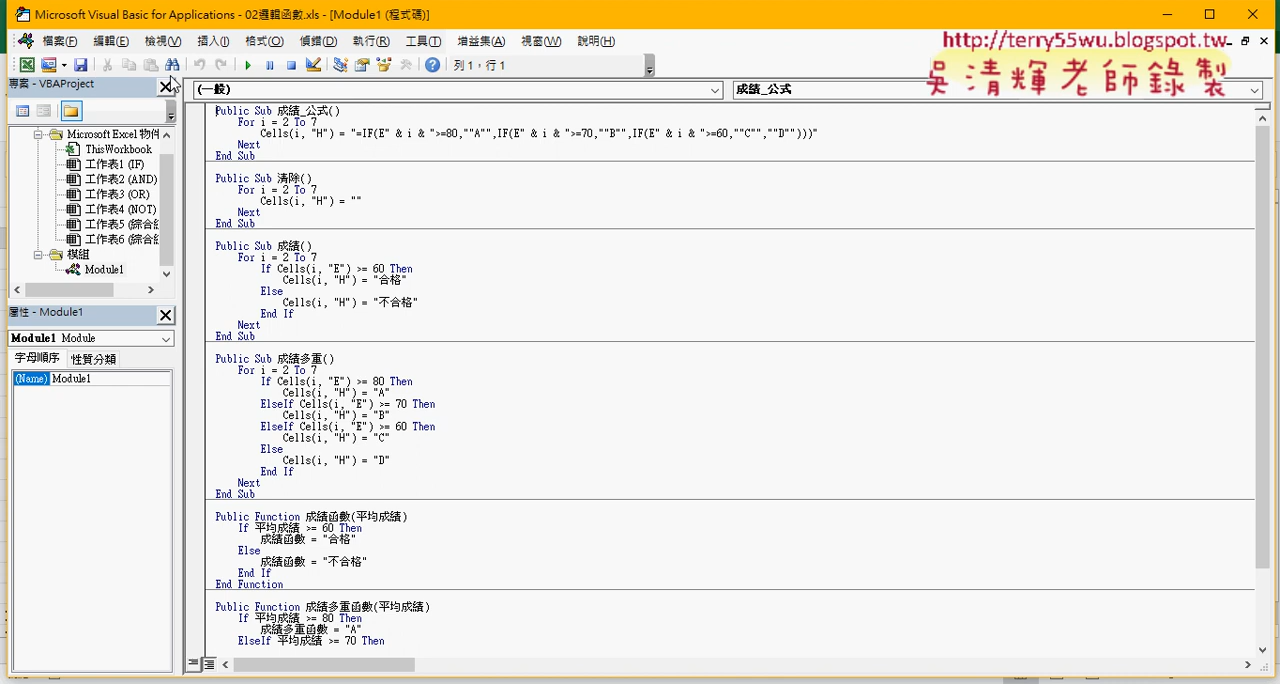 Microsoft Visual Basic for Applications - 02邏輯函數.xls - [Module1 (程式碼)]
檔案(F) 編輯(E) 檢視(V) 插入(I) 格式(O) 偵錯(D) 執行(R) 工具(T) 增益集(A) 視窗(W) 說明(H)
http://terry55wu.blogspot.tw
吳清輝老師錄製
列 1，行 1
專案 - VBAProject
(一般)
成績_公式
Microsoft Excel 物件
ThisWorkbook
工作表1 (IF)
工作表2 (AND)
工作表3 (OR)
工作表4 (NOT)
工作表5 (綜合
工作表6 (綜合
模組
Module1
屬性 - Module1
Module1 Module
字母順序 性質分類
(Name) Module1
Public Sub 成績_公式()
For i = 2 To 7
Cells(i, "H") = "=IF(E" & i & ">=80,""A"",IF(E" & i & ">=70,""B"",IF(E" & i & ">=60,""C"",""D"")))"
Next
End Sub
Public Sub 清除()
For i = 2 To 7
Cells(i, "H") = ""
Next
End Sub
Public Sub 成績()
For i = 2 To 7
If Cells(i, "E") >= 60 Then
Cells(i, "H") = "合格"
Else
Cells(i, "H") = "不合格"
End If
Next
End Sub
Public Sub 成績多重()
For i = 2 To 7
If Cells(i, "E") >= 80 Then
Cells(i, "H") = "A"
ElseIf Cells(i, "E") >= 70 Then
Cells(i, "H") = "B"
ElseIf Cells(i, "E") >= 60 Then
Cells(i, "H") = "C"
Else
Cells(i, "H") = "D"
End If
Next
End Sub
Public Function 成績函數(平均成績)
If 平均成績 >= 60 Then
成績函數 = "合格"
Else
成績函數 = "不合格"
End If
End Function
Public Function 成績多重函數(平均成績)
If 平均成績 >= 80 Then
成績多重函數 = "A"
ElseIf 平均成績 >= 70 Then